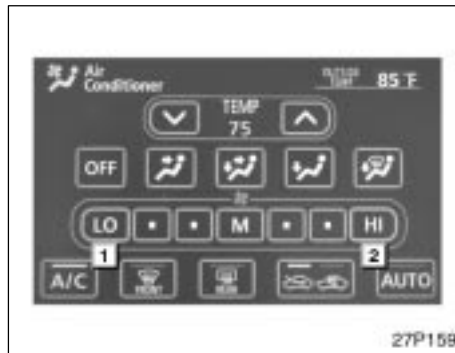 Air
Conditioner
OUTSIDE
TEMP
85°F
TEMP
75
OFF
LO
M
HI
1
2
A/C
FRONT
REAR
AUTO
27P159